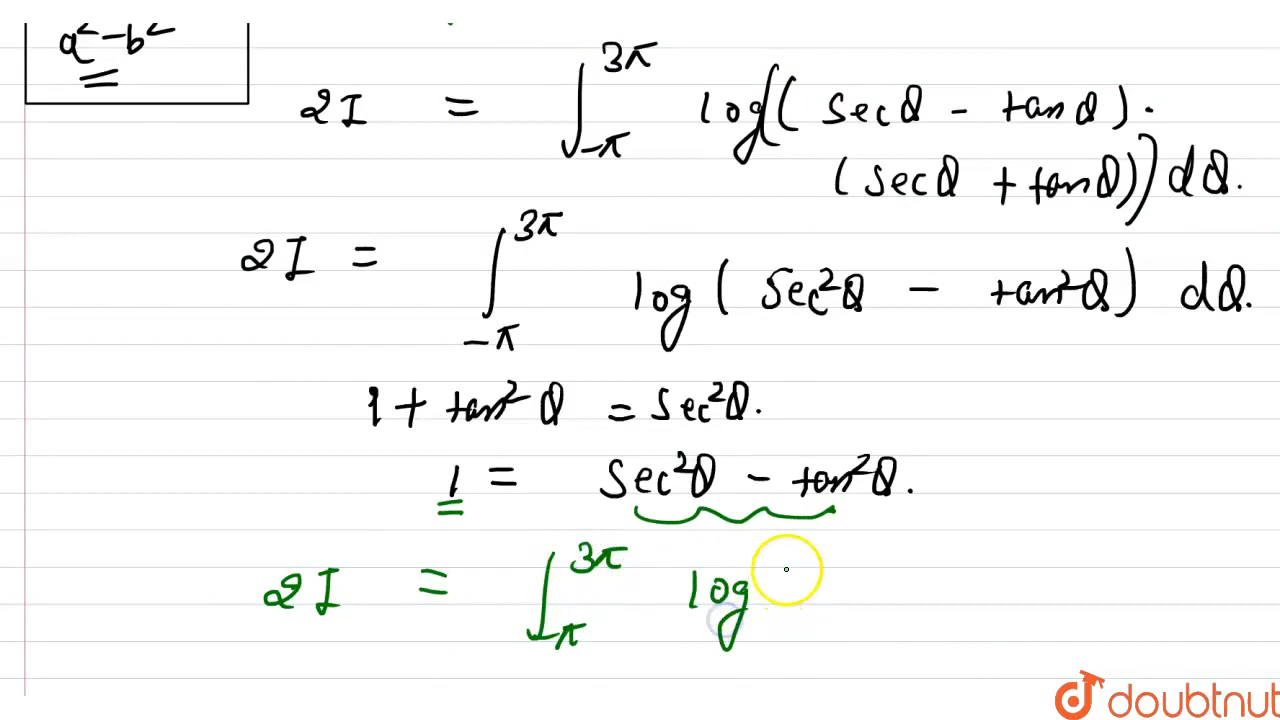 a² - b²
2I = ∫_{-π}^{3π} log((secθ - tanθ).
(secθ + tanθ))dθ.
2I = ∫_{-π}^{3π} log(sec²θ - tan²θ) dθ.
1 + tan²θ = sec²θ.
1 = sec²θ - tan²θ.
2I = ∫_{-π}^{3π} log
doubtnut